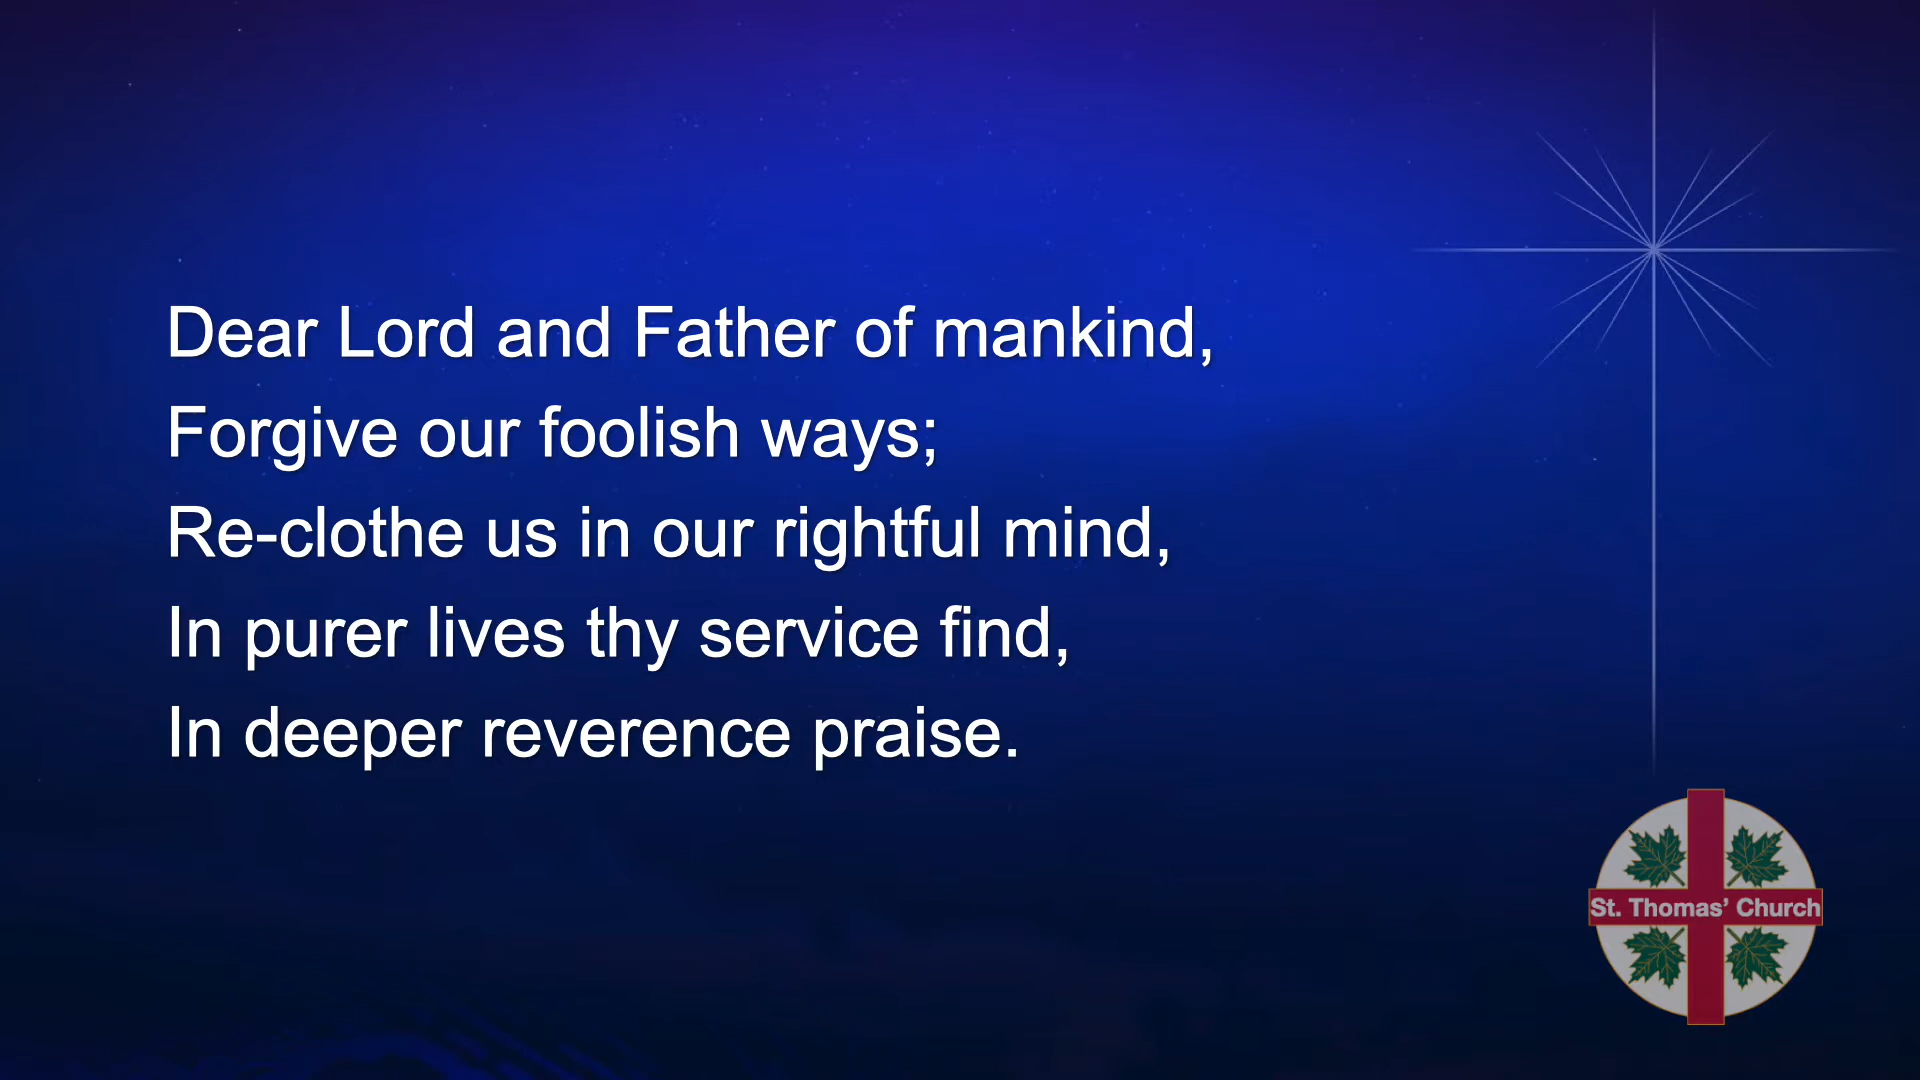 Dear Lord and Father of mankind,
Forgive our foolish ways;
Re-clothe us in our rightful mind,
In purer lives thy service find,
In deeper reverence praise.
St. Thomas’ Church